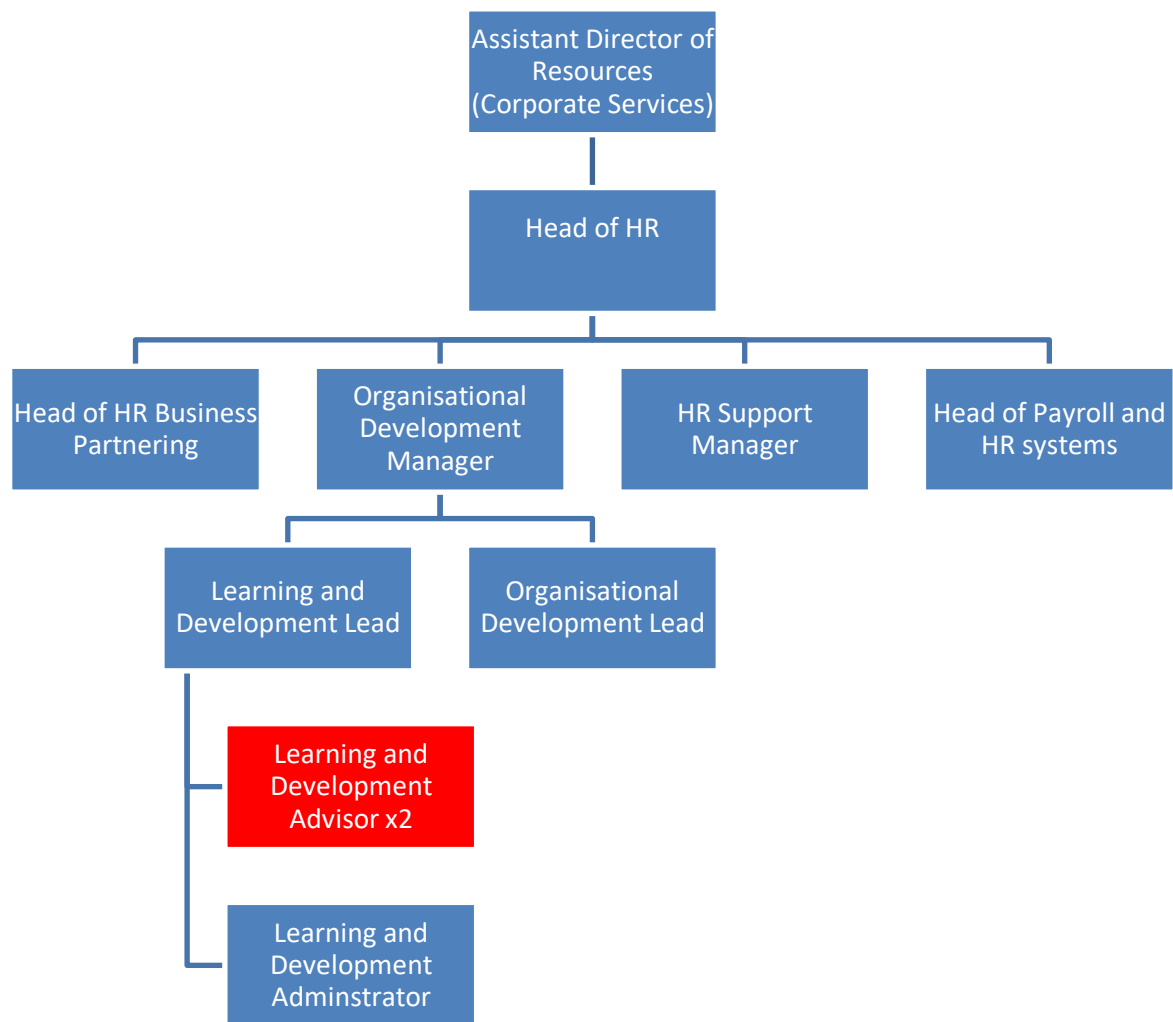 Assistant Director of
Resources
(Corporate Services)
Head of HR
Head of HR Business
Partnering
Organisational
Development
Manager
HR Support
Manager
Head of Payroll and
HR systems
Learning and
Development Lead
Organisational
Development Lead
Learning and
Development
Advisor x2
Learning and
Development
Adminstrator